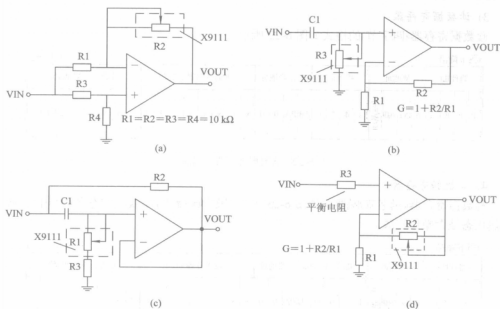 X9111
R2
R1
VIN
R3
VOUT
R4
R1=R2=R3=R4=10 kΩ
(a)
C1
VIN
R3
X9111
VOUT
R2
R1
G=1+R2/R1
(b)
R2
C1
VIN
X9111
R1
VOUT
R3
(c)
R3
VIN
平衡电阻
VOUT
R2
G=1+R2/R1
R1
X9111
(d)